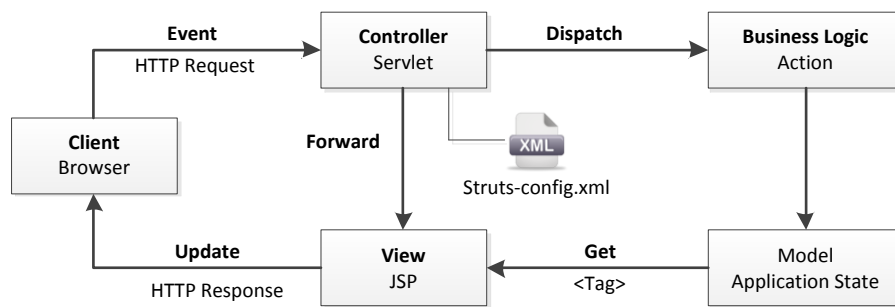 Event
HTTP Request
Controller
Servlet
Dispatch
Business Logic
Action
Client
Browser
Forward
XML
Struts-config.xml
Update
HTTP Response
View
JSP
Get
<Tag>
Model
Application State